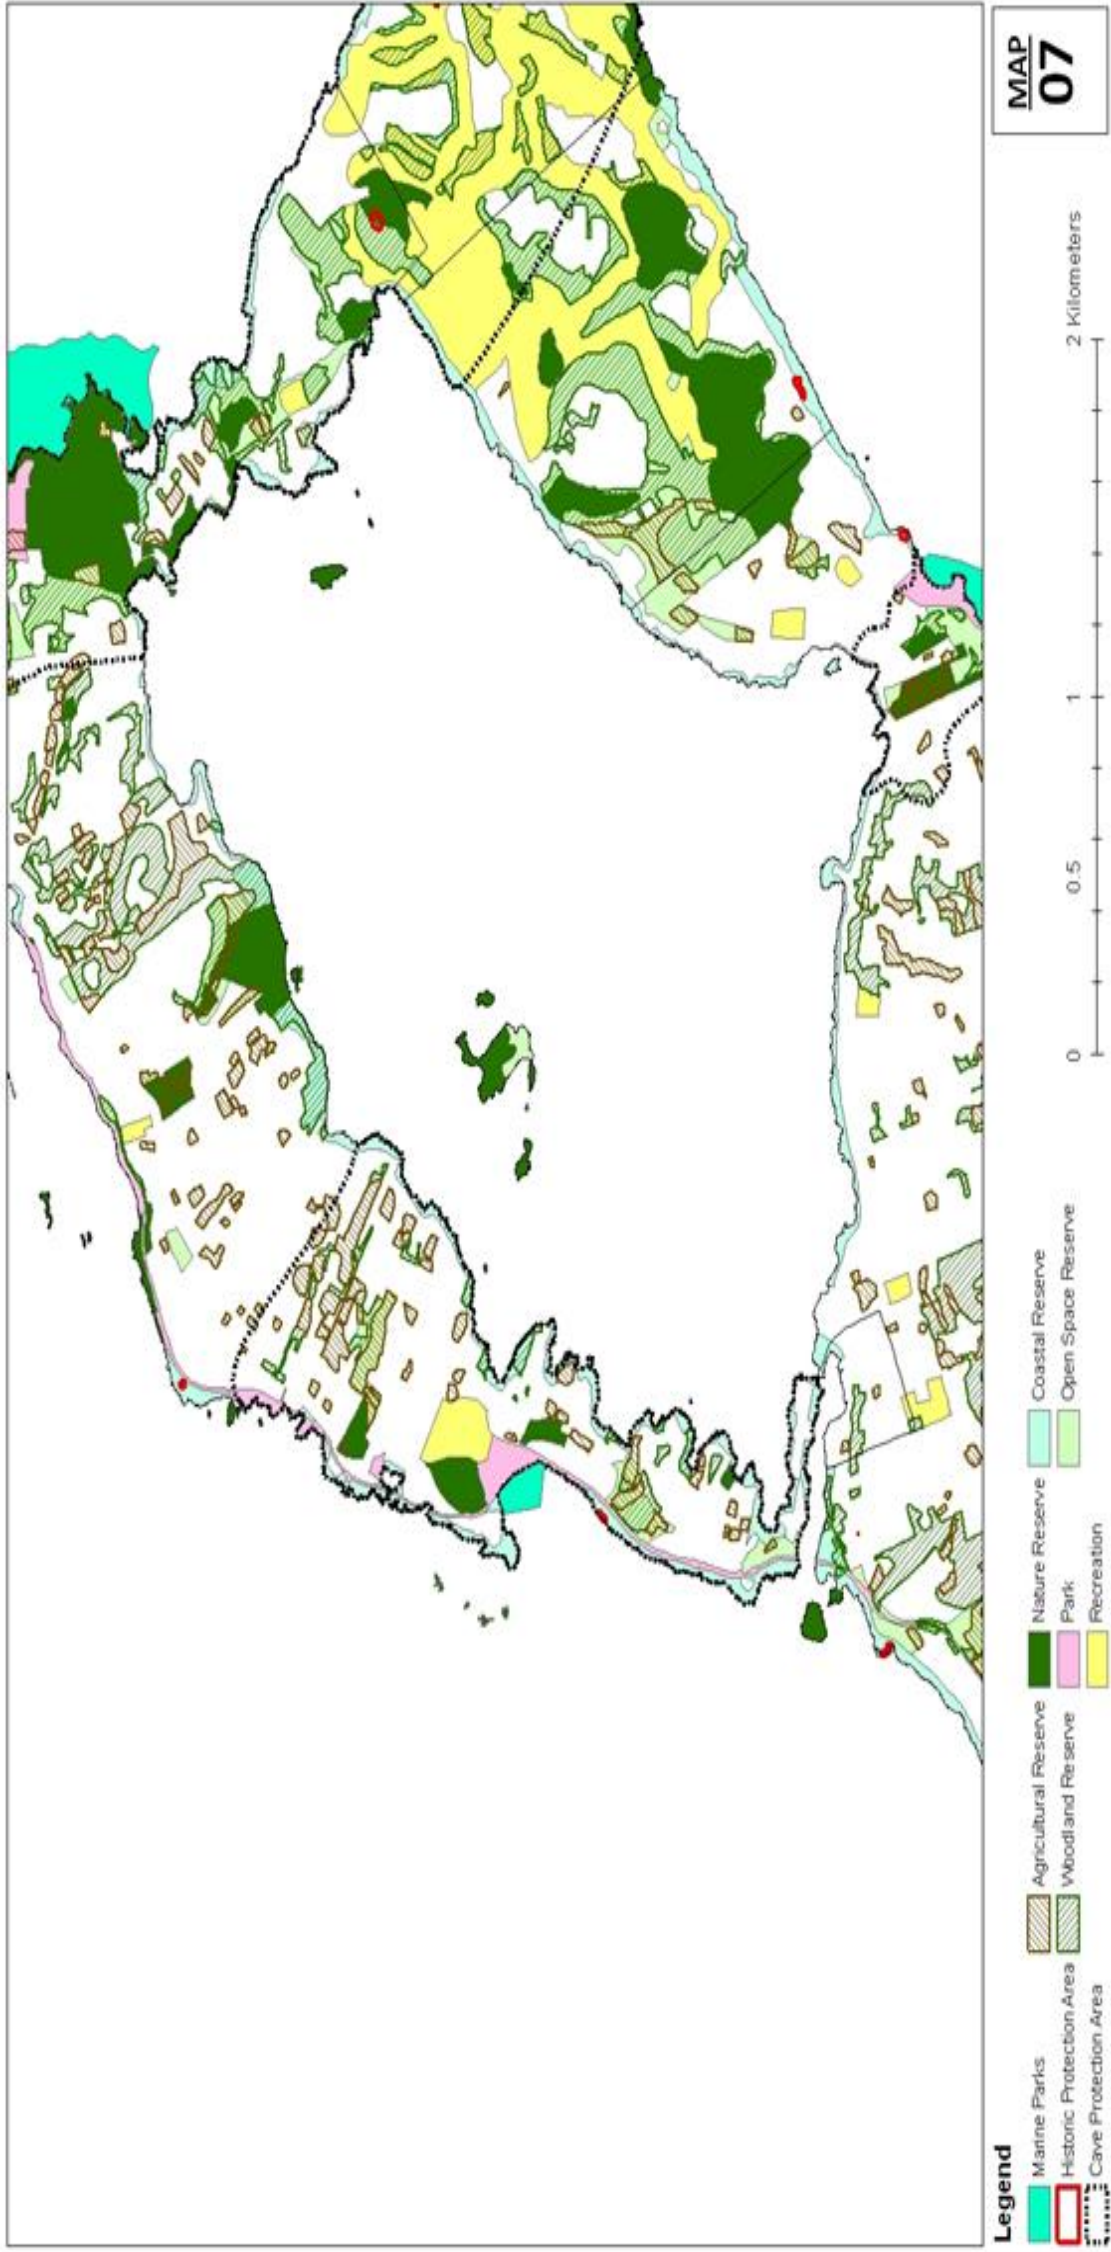 MAP
07
Legend
Marine Parks
Historic Protection Area
Cave Protection Area
Agricultural Reserve
Woodland Reserve
Nature Reserve
Park
Recreation
Coastal Reserve
Open Space Reserve
0 0.5 1 2 Kilometers